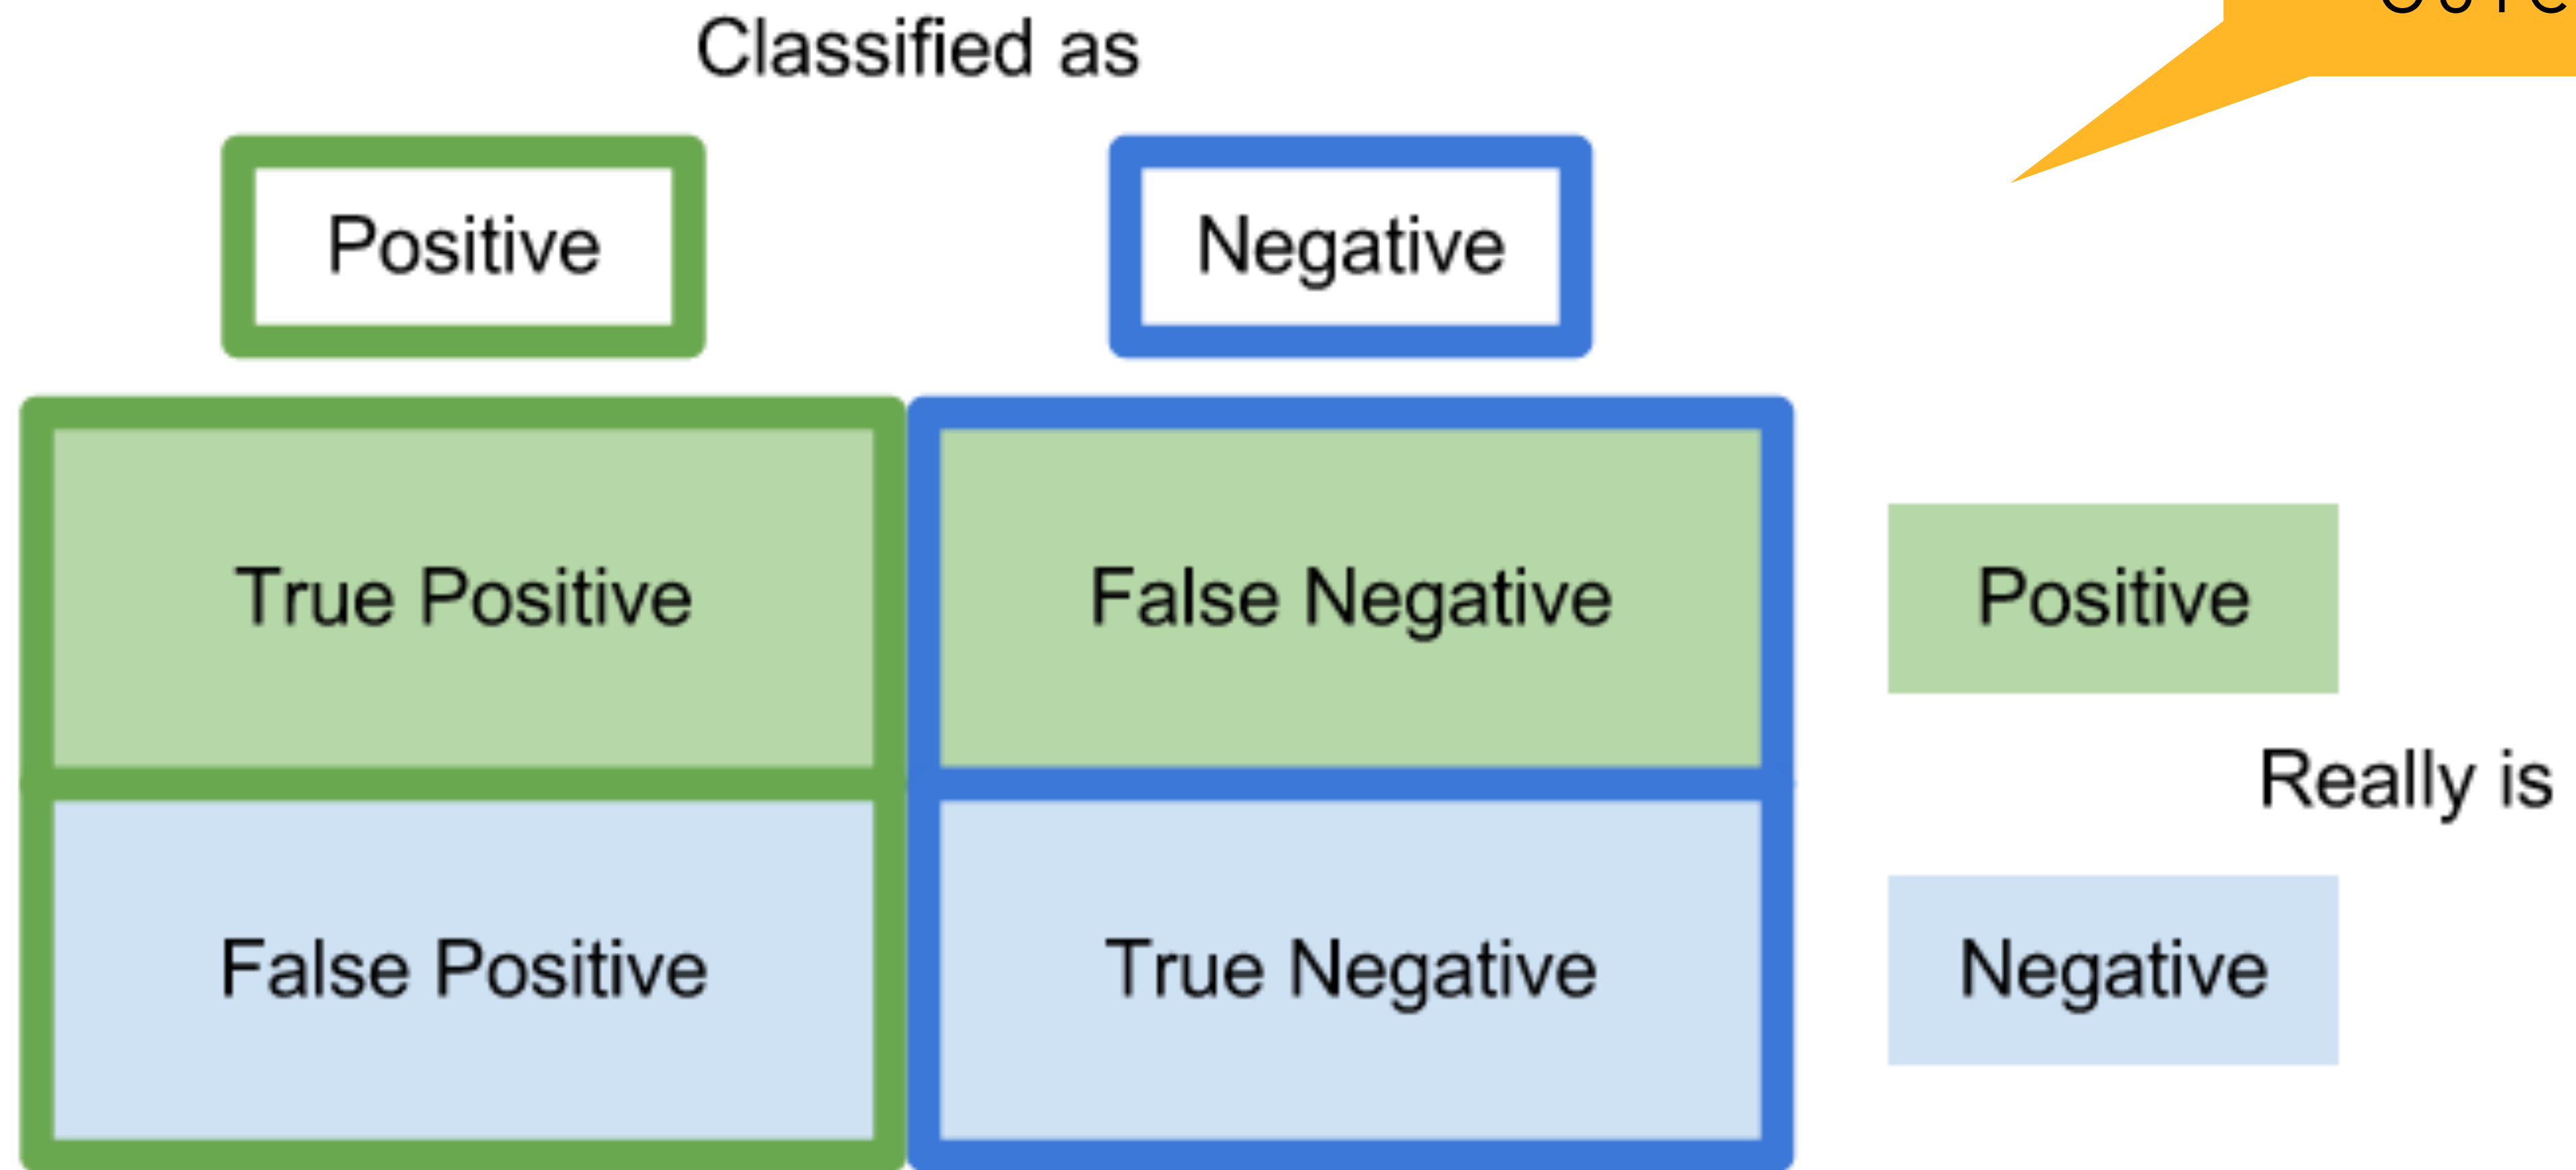 Classified as
Positive
Negative
True Positive
False Negative
Positive
Really is
False Positive
True Negative
Negative